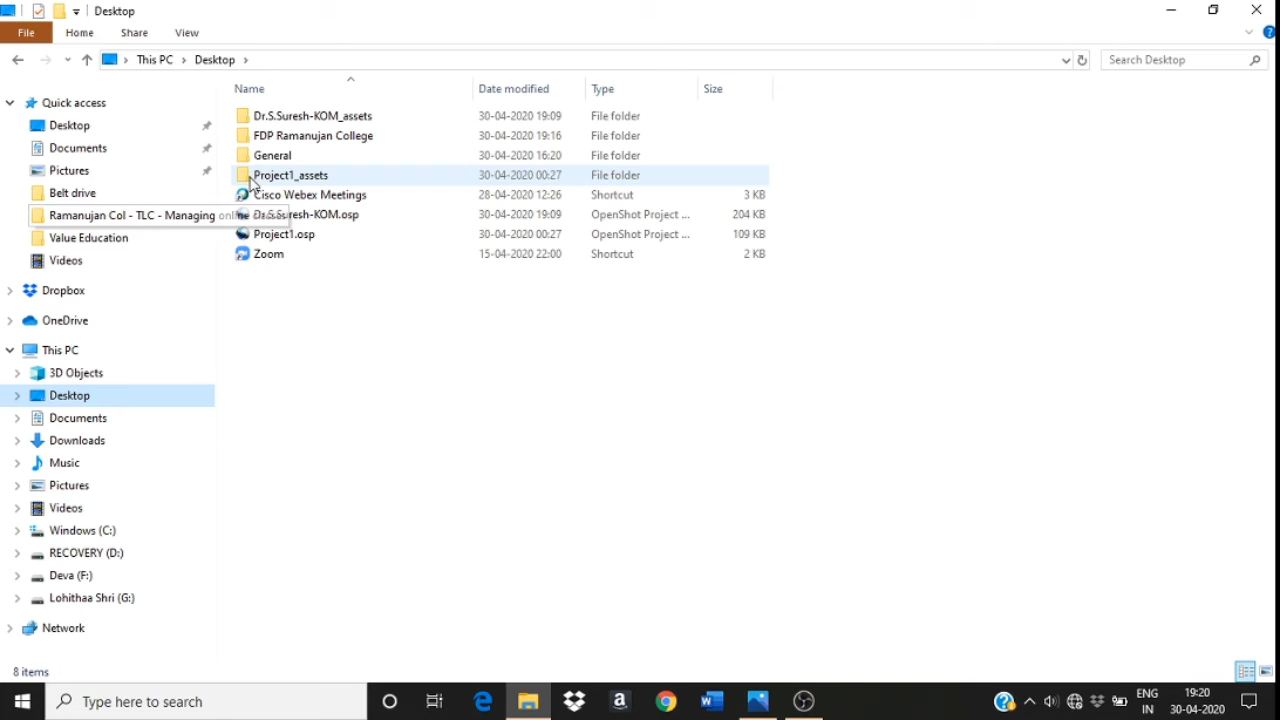 Desktop
File Home Share View
This PC Desktop
Search Desktop
Name Date modified Type Size
Quick access
Desktop
Documents
Pictures
Belt drive
Ramanujan Col - TLC - Managing
Value Education
Videos
Dropbox
OneDrive
This PC
3D Objects
Desktop
Documents
Downloads
Music
Pictures
Videos
Windows (C:)
RECOVERY (D:)
Deva (F:)
Lohithaa Shri (G:)
Network
Dr.S.Suresh-KOM_assets 30-04-2020 19:09 File folder
FDP Ramanujan College 30-04-2020 19:16 File folder
General 30-04-2020 16:20 File folder
Project1_assets 30-04-2020 00:27 File folder
Cisco Webex Meetings 28-04-2020 12:26 Shortcut 3 KB
Dr.S.Suresh-KOM.osp 30-04-2020 19:09 OpenShot Project ... 204 KB
Project1.osp 30-04-2020 00:27 OpenShot Project ... 109 KB
Zoom 15-04-2020 22:00 Shortcut 2 KB
8 items
Type here to search
ENG
IN
19:20
30-04-2020